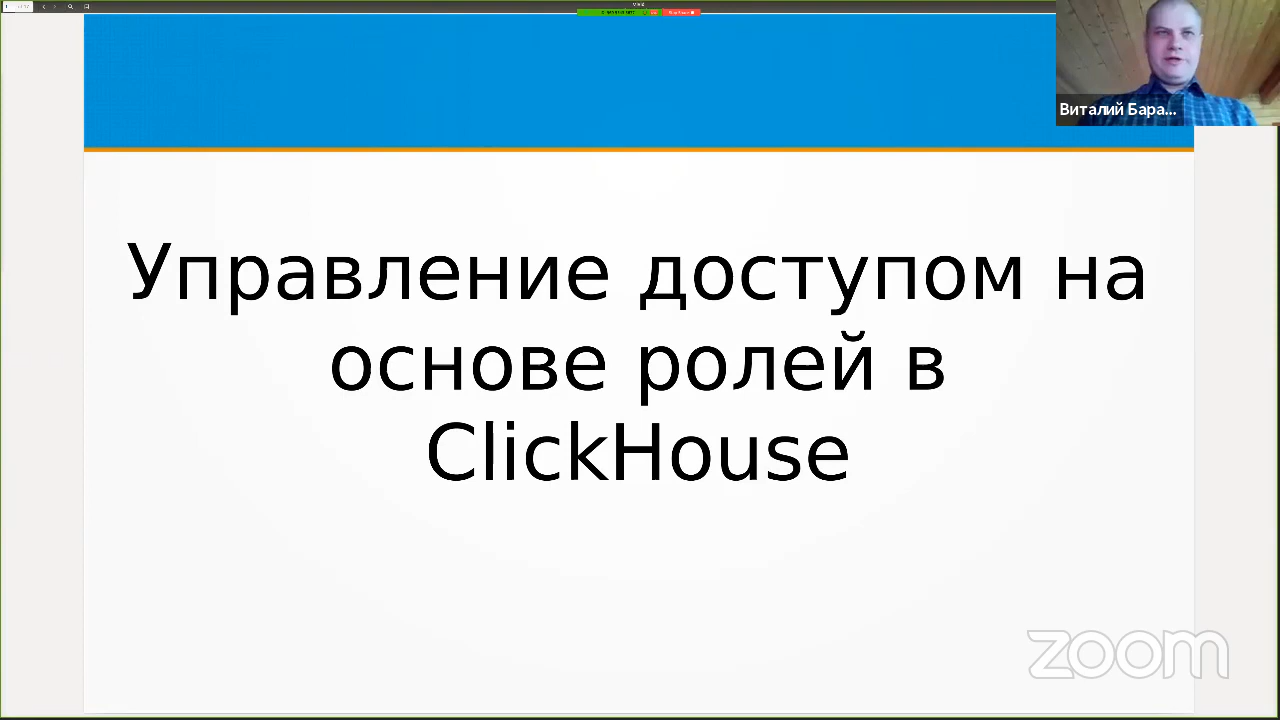 Виталий Бара...
Управление доступом на
основе ролей в
ClickHouse
zoom